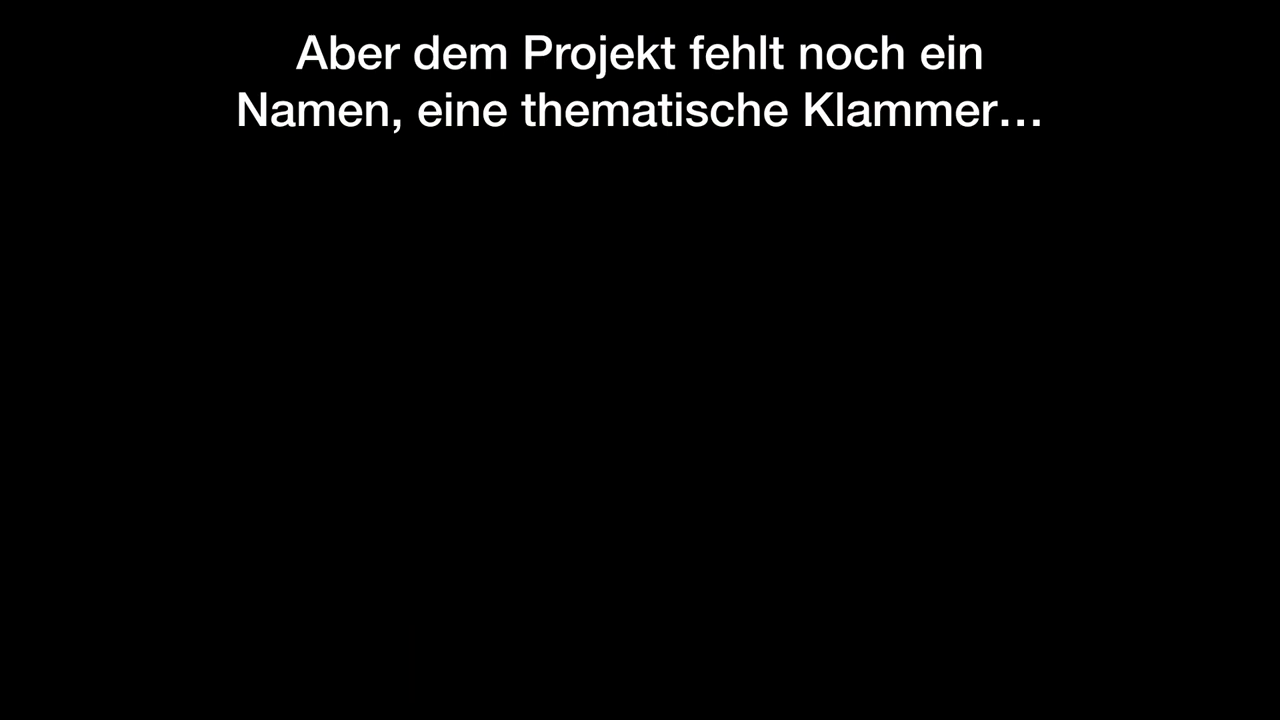 Aber dem Projekt fehlt noch ein
Namen, eine thematische Klammer…